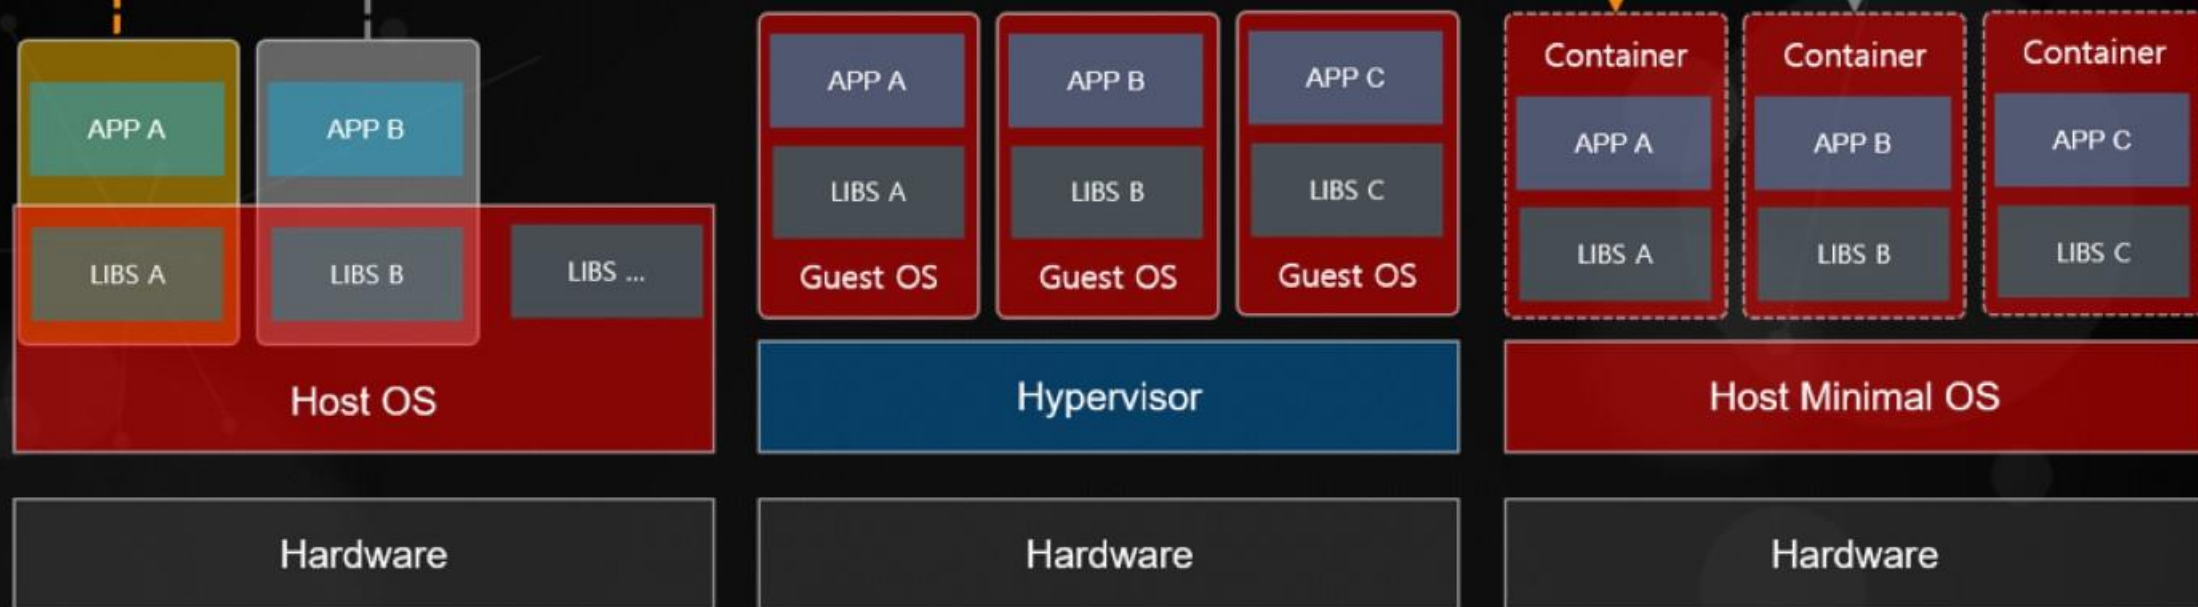 APP A
APP B
LIBS A
LIBS B
LIBS ...
Host OS
Hardware
APP A
APP B
APP C
LIBS A
LIBS B
LIBS C
Guest OS
Guest OS
Guest OS
Hypervisor
Hardware
Container
Container
Container
APP A
APP B
APP C
LIBS A
LIBS B
LIBS C
Host Minimal OS
Hardware